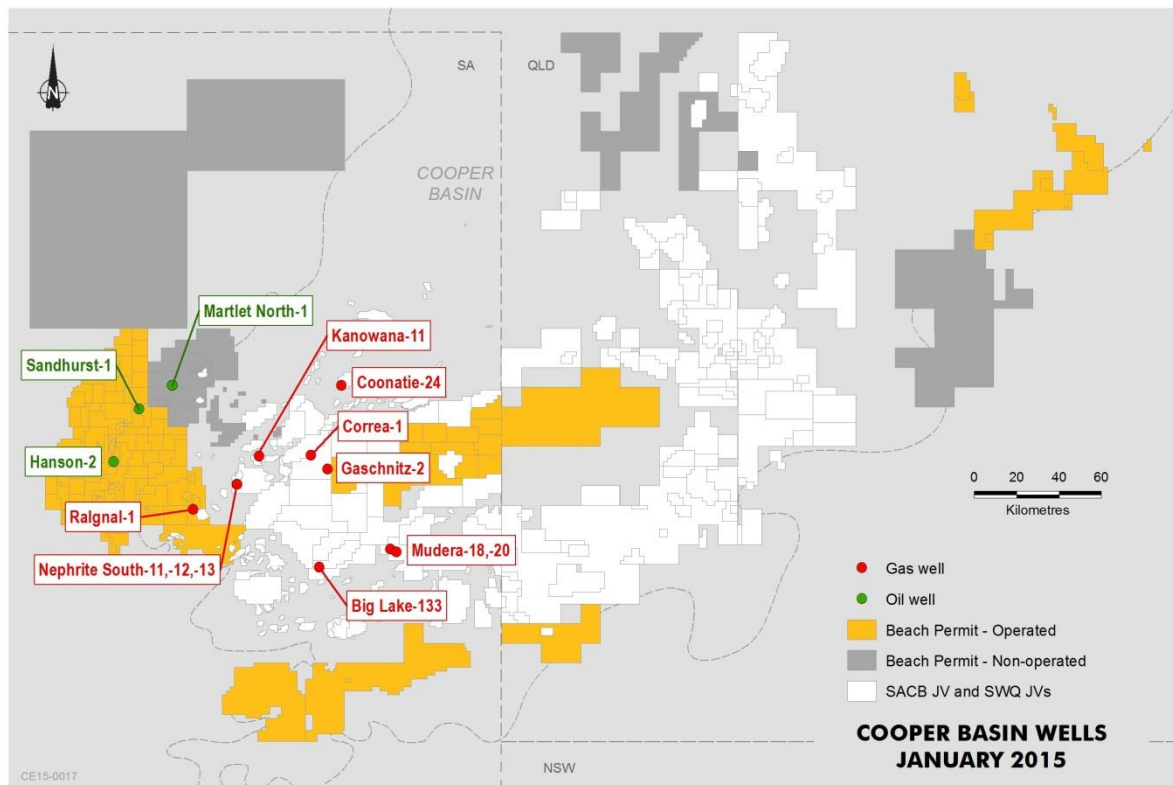 N
SA
QLD
COOPER
BASIN
Martlet North-1
Kanowana-11
Sandhurst-1
Coonatie-24
Correa-1
Hanson-2
Gaschnitz-2
Ralgnal-1
Nephrite South-11,-12,-13
Mudera-18,-20
Big Lake-133
0 20 40 60
Kilometres
Gas well
Oil well
Beach Permit - Operated
Beach Permit - Non-operated
SACB JV and SWQ JVs
COOPER BASIN WELLS
JANUARY 2015
NSW
CE15-0017